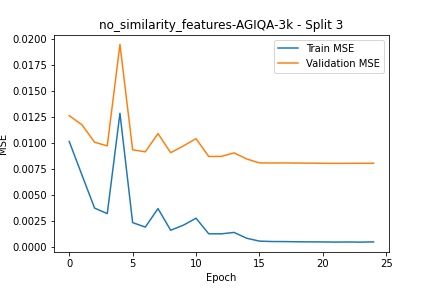 no_similarity_features-AGIQA-3k - Split 3
Train MSE
Validation MSE
0.0200
0.0175
0.0150
0.0125
0.0100
0.0075
0.0050
0.0025
0.0000
MSE
0 5 10 15 20 25
Epoch